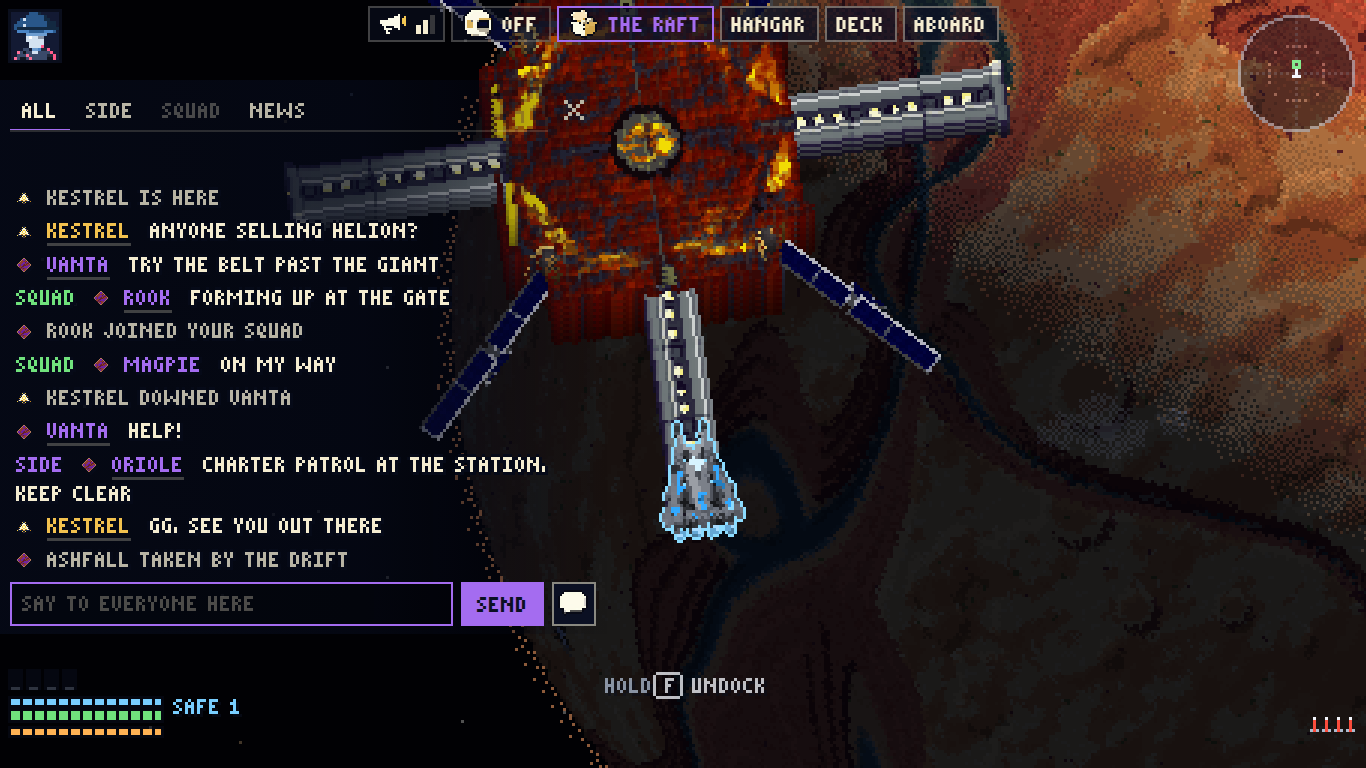 OFF
THE RAFT
HANGAR
DECK
ABOARD
ALL
SIDE
SQUAD
NEWS
KESTREL IS HERE
KESTREL ANYONE SELLING HELION?
VANTA TRY THE BELT PAST THE GIANT
SQUAD ROOK FORMING UP AT THE GATE
ROOK JOINED YOUR SQUAD
SQUAD MAGPIE ON MY WAY
KESTREL DOWNED VANTA
VANTA HELP!
SIDE ORIOLE CHARTER PATROL AT THE STATION.
KEEP CLEAR
KESTREL GG. SEE YOU OUT THERE
ASHFALL TAKEN BY THE DRIFT
SAY TO EVERYONE HERE
SEND
HOLD F UNDOCK
SAFE 1